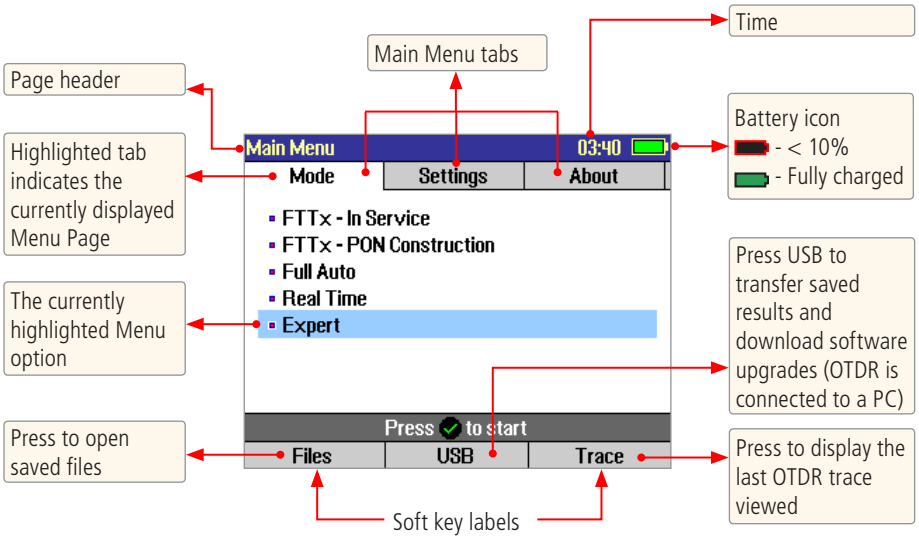 Time
Main Menu tabs
Page header
Battery icon
- < 10%
- Fully charged
Highlighted tab
indicates the
currently displayed
Menu Page
Main Menu 03:40
Mode Settings About
FTTx - In Service
FTTx - PON Construction
Full Auto
Real Time
Expert
The currently
highlighted Menu
option
Press USB to
transfer saved
results and
download software
upgrades (OTDR is
connected to a PC)
Press to start
Files USB Trace
Press to open
saved files
Press to display the
last OTDR trace
viewed
Soft key labels